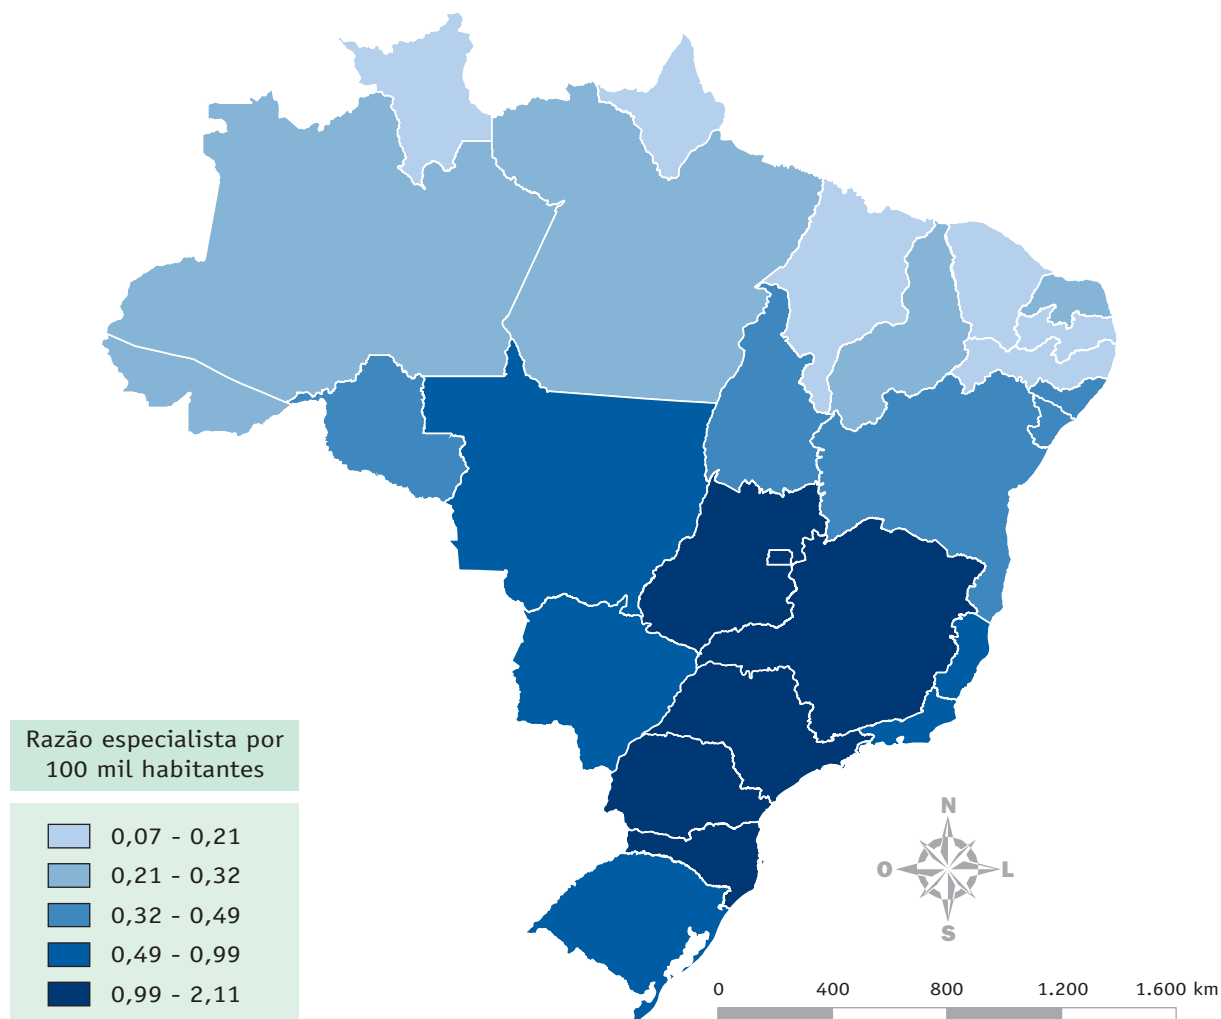 Razão especialista por
100 mil habitantes
0,07 - 0,21
0,21 - 0,32
0,32 - 0,49
0,49 - 0,99
0,99 - 2,11
N
O
L
S
0 400 800 1.200 1.600 km